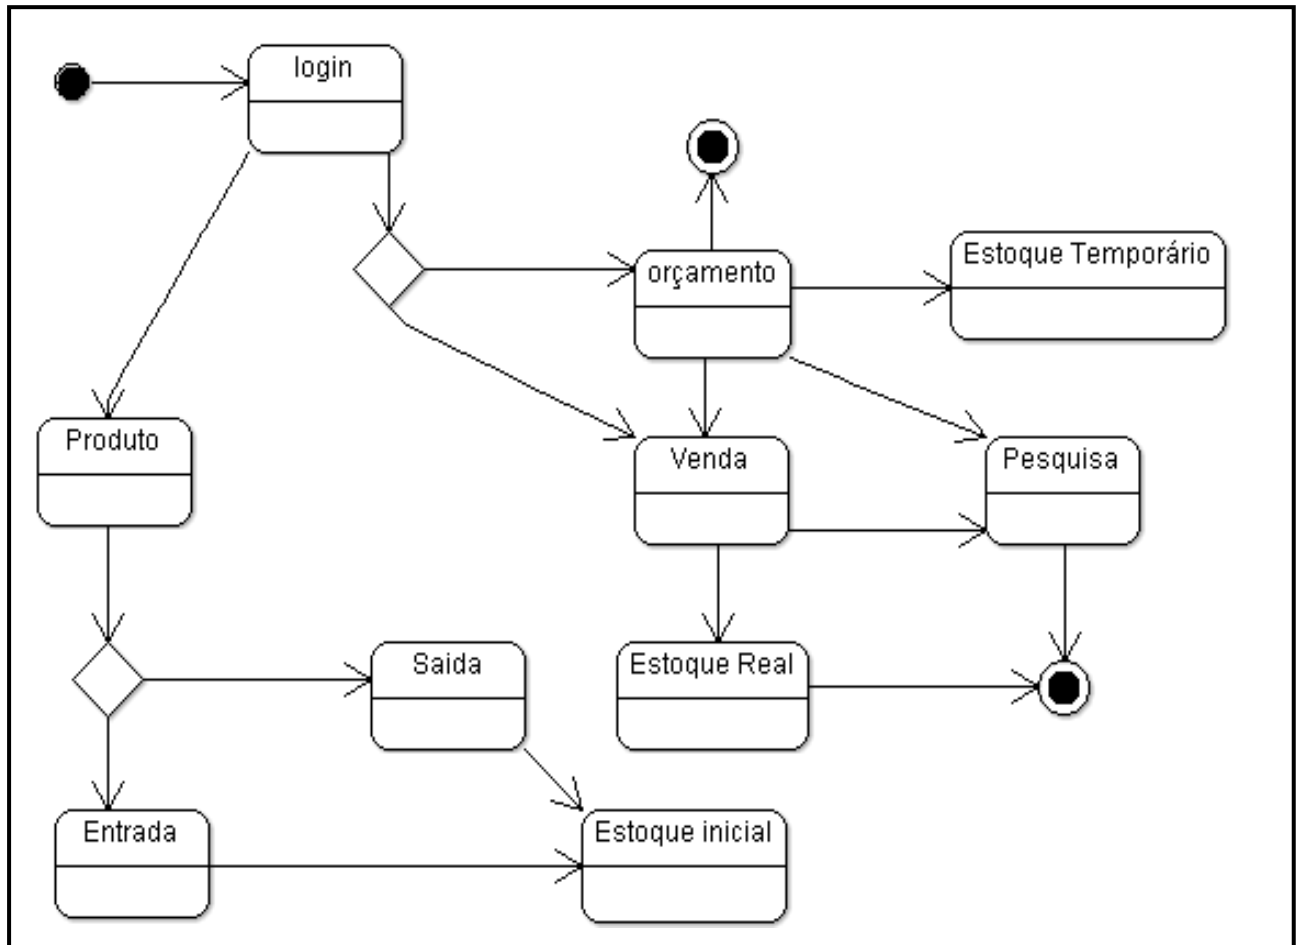 login
orçamento
Estoque Temporário
Produto
Venda
Pesquisa
Saida
Estoque Real
Entrada
Estoque inicial